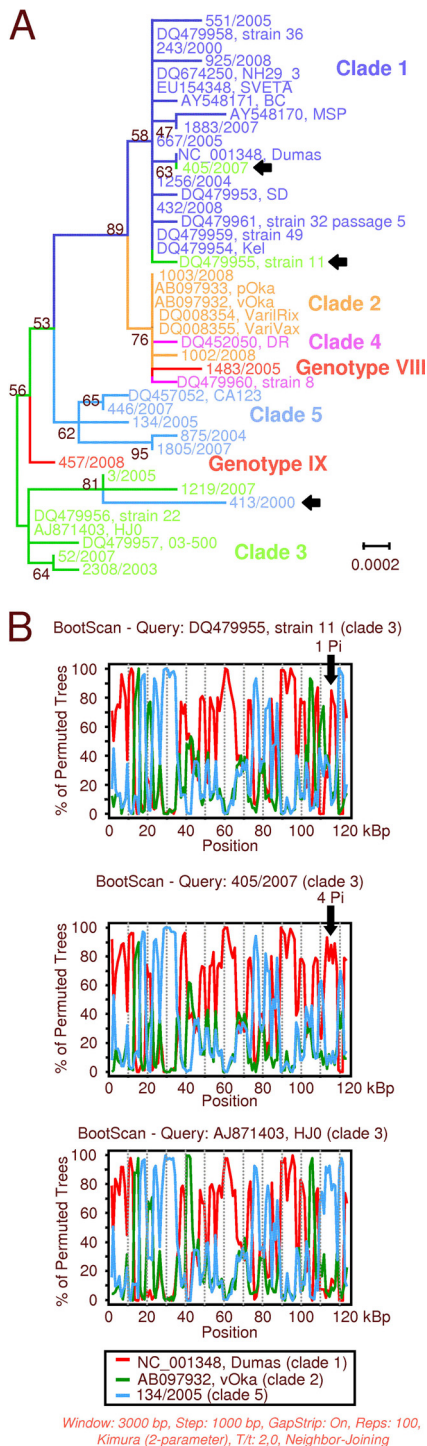 A
551/2005
DQ479958, strain 36
243/2000
925/2008
DQ674250, NH29_3
Clade 1
EU154348, SVETA
AY548171, BC
AY548170, MSP
47
1883/2007
58
667/2005
NC_001348, Dumas
63
405/2007
1256/2004
DQ479953, SD
432/2008
DQ479961, strain 32 passage 5
89
DQ479959, strain 49
DQ479954, Kel
DQ479955, strain 11
1003/2008
AB097933, pOka
AB097932, vOka
Clade 2
DQ008354, VarilRix
53
DQ008355, VariVax
76
DQ452050, DR
Clade 4
1002/2008
1483/2005
Genotype VIII
DQ479960, strain 8
56
65
DQ457052, CA123
446/2007
Clade 5
134/2005
62
875/2004
95
1805/2007
457/2008
Genotype IX
3/2005
81
1219/2007
413/2000
DQ479956, strain 22
AJ871403, HJ0
DQ479957, 03-500
Clade 3
52/2007
64
2308/2003
0.0002
B
BootScan - Query: DQ479955, strain 11 (clade 3)
1 Pi
% of Permuted Trees
100
80
60
40
20
0
0 20 40 60 80 100 120 kBp
Position
BootScan - Query: 405/2007 (clade 3)
4 Pi
% of Permuted Trees
100
80
60
40
20
0
0 20 40 60 80 100 120 kBp
Position
BootScan - Query: AJ871403, HJ0 (clade 3)
% of Permuted Trees
100
80
60
40
20
0
0 20 40 60 80 100 120 kBp
Position
NC_001348, Dumas (clade 1)
AB097932, vOka (clade 2)
134/2005 (clade 5)
Window: 3000 bp, Step: 1000 bp, GapStrip: On, Reps: 100,
Kimura (2-parameter), T/t: 2,0, Neighbor-Joining